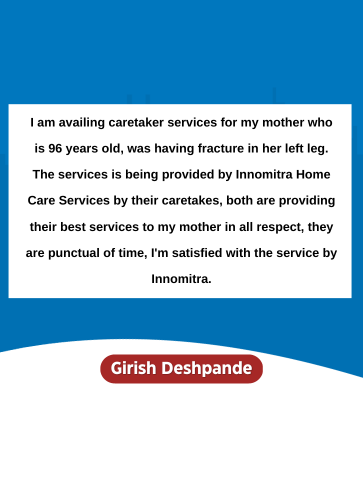 I am availing caretaker services for my mother who
is 96 years old, was having fracture in her left leg.
The services is being provided by Innomitra Home
Care Services by their caretakes, both are providing
their best services to my mother in all respect, they
are punctual of time, I'm satisfied with the service by
Innomitra.
Girish Deshpande